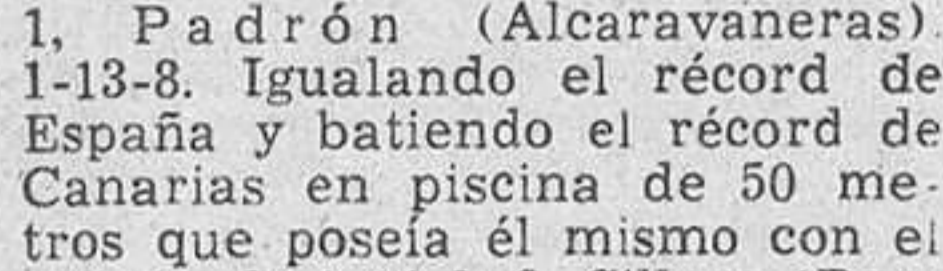 1, Padrón (Alcaravaneras).
1-13-8. Igualando el récord de
España y batiendo el récord de
Canarias en piscina de 50 me-
tros que poseía él mismo con el